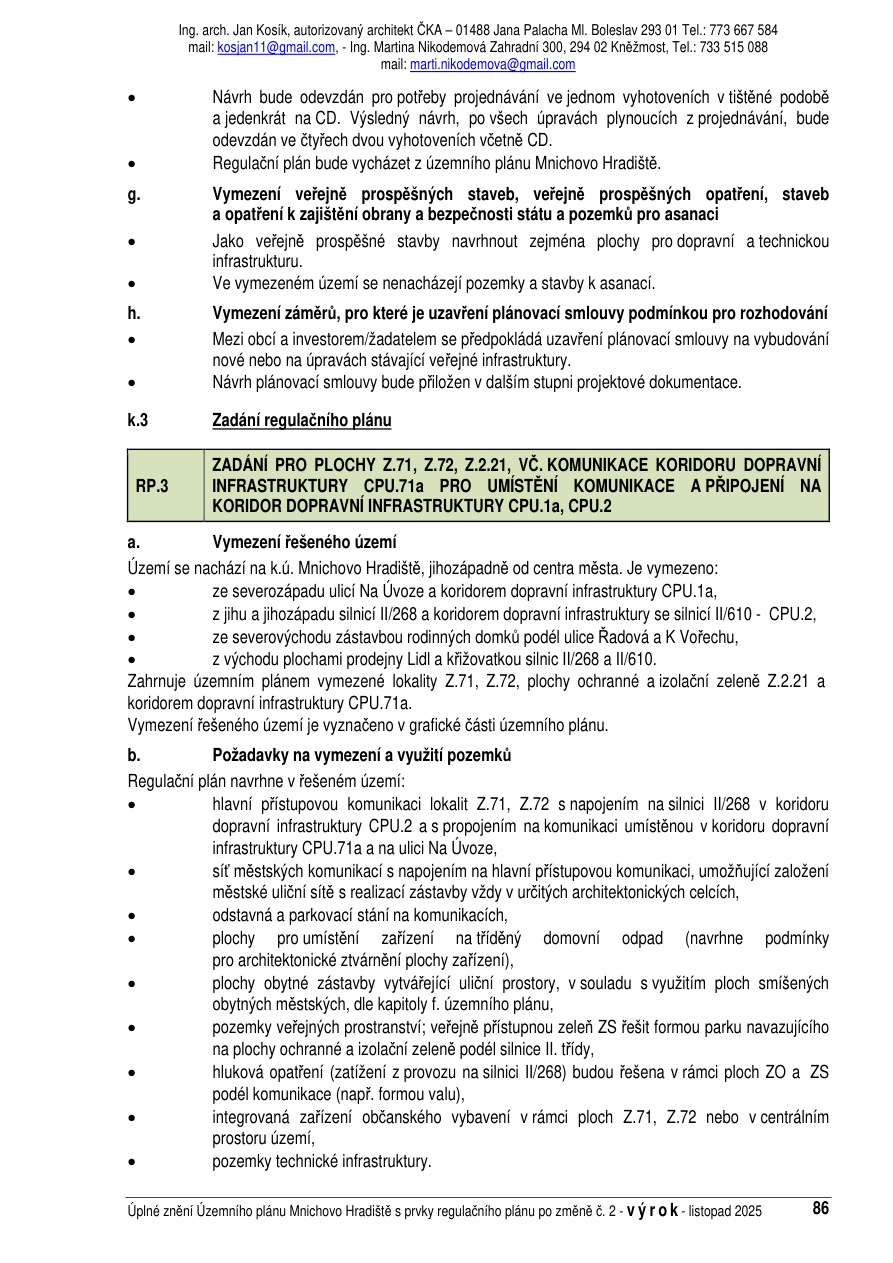 Ing. arch. Jan Kosík, autorizovaný architekt ČKA – 01488 Jana Palacha Ml. Boleslav 293 01 Tel.: 773 667 584
mail: kosjan11@gmail.com, - Ing. Martina Nikodemová Zahradní 300, 294 02 Kněžmost, Tel.: 733 515 088
mail: marti.nikodemova@gmail.com
• Návrh bude odevzdán pro potřeby projednávání ve jednom vyhotoveních v tištěné podobě
a jedenkrát na CD. Výsledný návrh, po všech úpravách plynoucích z projednávání, bude
odevzdán ve čtyřech dvou vyhotoveních včetně CD.
• Regulační plán bude vycházet z územního plánu Mnichovo Hradiště.
g. Vymezení veřejně prospěšných staveb, veřejně prospěšných opatření, staveb
a opatření k zajištění obrany a bezpečnosti státu a pozemků pro asanaci
• Jako veřejně prospěšné stavby navrhnout zejména plochy pro dopravní a technickou
infrastrukturu.
• Ve vymezeném území se nenacházejí pozemky a stavby k asanací.
h. Vymezení záměrů, pro které je uzavření plánovací smlouvy podmínkou pro rozhodování
• Mezi obcí a investorem/žadatelem se předpokládá uzavření plánovací smlouvy na vybudování
nové nebo na úpravách stávající veřejné infrastruktury.
• Návrh plánovací smlouvy bude přiložen v dalším stupni projektové dokumentace.
k.3 Zadání regulačního plánu
RP.3 ZADÁNÍ PRO PLOCHY Z.71, Z.72, Z.2.21, VČ. KOMUNIKACE KORIDORU DOPRAVNÍ
INFRASTRUKTURY CPU.71a PRO UMÍSTĚNÍ KOMUNIKACE A PŘIPOJENÍ NA
KORIDOR DOPRAVNÍ INFRASTRUKTURY CPU.1a, CPU.2
a. Vymezení řešeného území
Území se nachází na k.ú. Mnichovo Hradiště, jihozápadně od centra města. Je vymezeno:
• ze severozápadu ulicí Na Úvoze a koridorem dopravní infrastruktury CPU.1a,
• z jihu a jihozápadu silnicí II/268 a koridorem dopravní infrastruktury se silnicí II/610 - CPU.2,
• ze severovýchodu zástavbou rodinných domků podél ulice Řadová a K Vořechu,
• z východu plochami prodejny Lidl a křižovatkou silnic II/268 a II/610.
Zahrnuje územním plánem vymezené lokality Z.71, Z.72, plochy ochranné a izolační zeleně Z.2.21 a
koridorem dopravní infrastruktury CPU.71a.
Vymezení řešeného území je vyznačeno v grafické části územního plánu.
b. Požadavky na vymezení a využití pozemků
Regulační plán navrhne v řešeném území:
• hlavní přístupovou komunikaci lokalit Z.71, Z.72 s napojením na silnici II/268 v koridoru
dopravní infrastruktury CPU.2 a s propojením na komunikaci umístěnou v koridoru dopravní
infrastruktury CPU.71a a na ulici Na Úvoze,
• síť městských komunikací s napojením na hlavní přístupovou komunikaci, umožňující založení
městské uliční sítě s realizací zástavby vždy v určitých architektonických celcích,
• odstavná a parkovací stání na komunikacích,
• plochy pro umístění zařízení na tříděný domovní odpad (navrhne podmínky
pro architektonické ztvárnění plochy zařízení),
• plochy obytné zástavby vytvářející uliční prostory, v souladu s využitím ploch smíšených
obytných městských, dle kapitoly f. územního plánu,
• pozemky veřejných prostranství; veřejně přístupnou zeleň ZS řešit formou parku navazujícího
na plochy ochranné a izolační zeleně podél silnice II. třídy,
• hluková opatření (zatížení z provozu na silnici II/268) budou řešena v rámci ploch ZO a ZS
podél komunikace (např. formou valu),
• integrovaná zařízení občanského vybavení v rámci ploch Z.71, Z.72 nebo v centrálním
prostoru území,
• pozemky technické infrastruktury.
Úplné znění Územního plánu Mnichovo Hradiště s prvky regulačního plánu po změně č. 2 - v ý r o k - listopad 2025 86